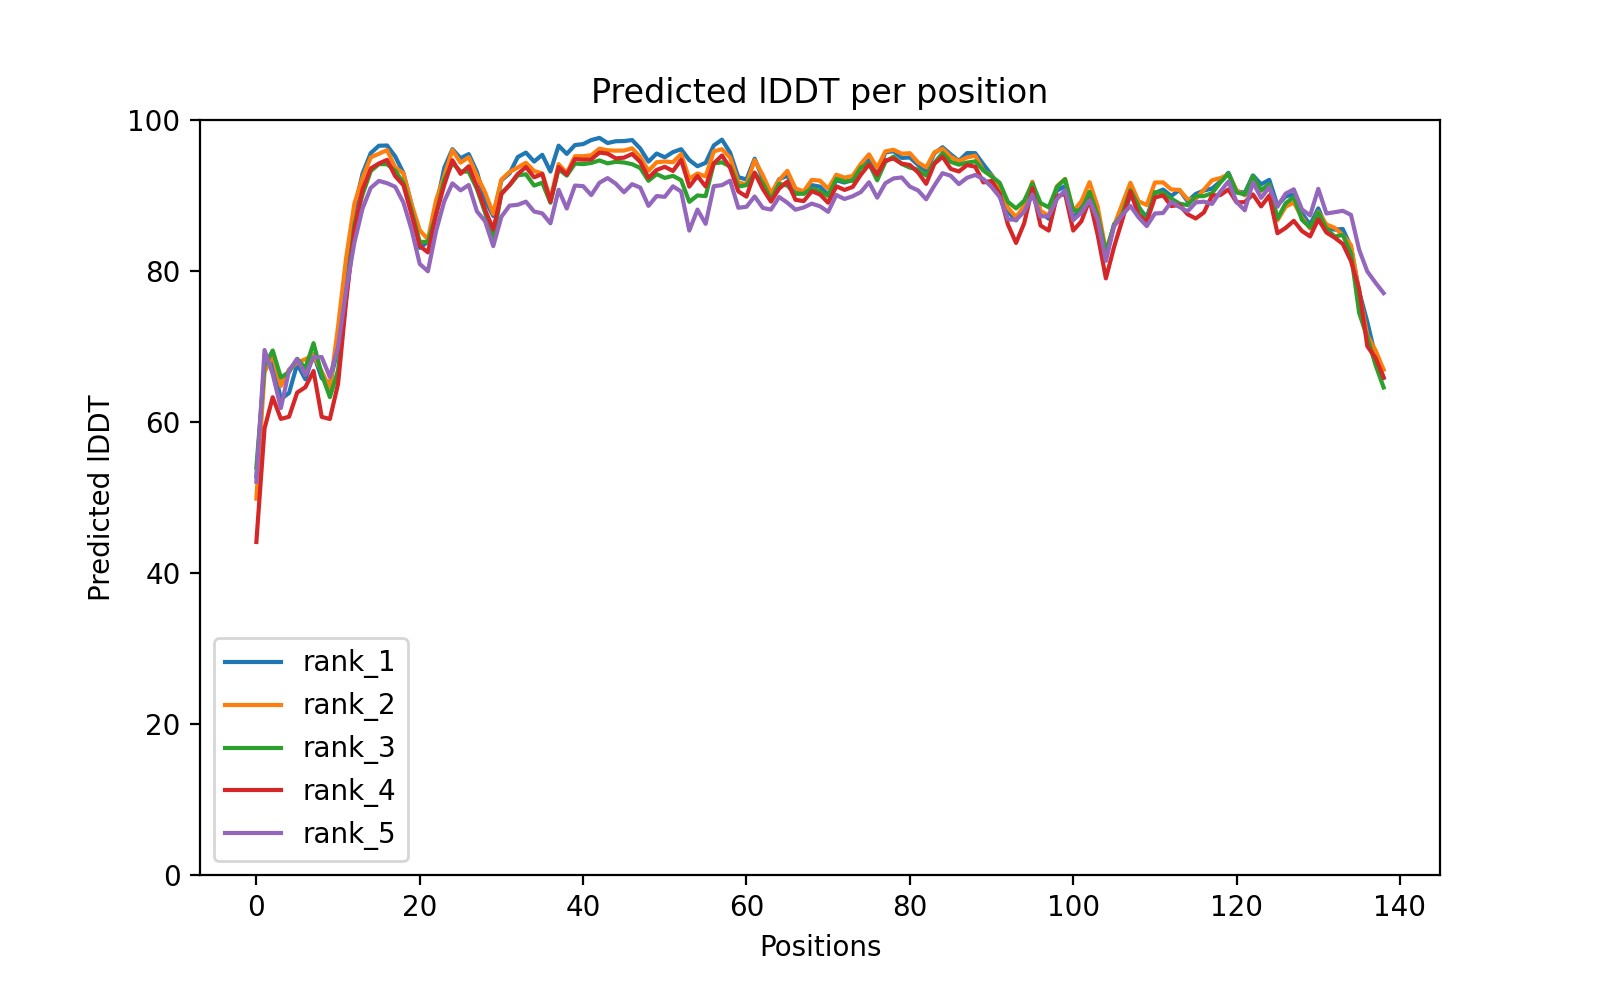 Predicted lDDT per position
100
80
60
40
20
0
Predicted lDDT
rank_1
rank_2
rank_3
rank_4
rank_5
0 20 40 60 80 100 120 140
Positions